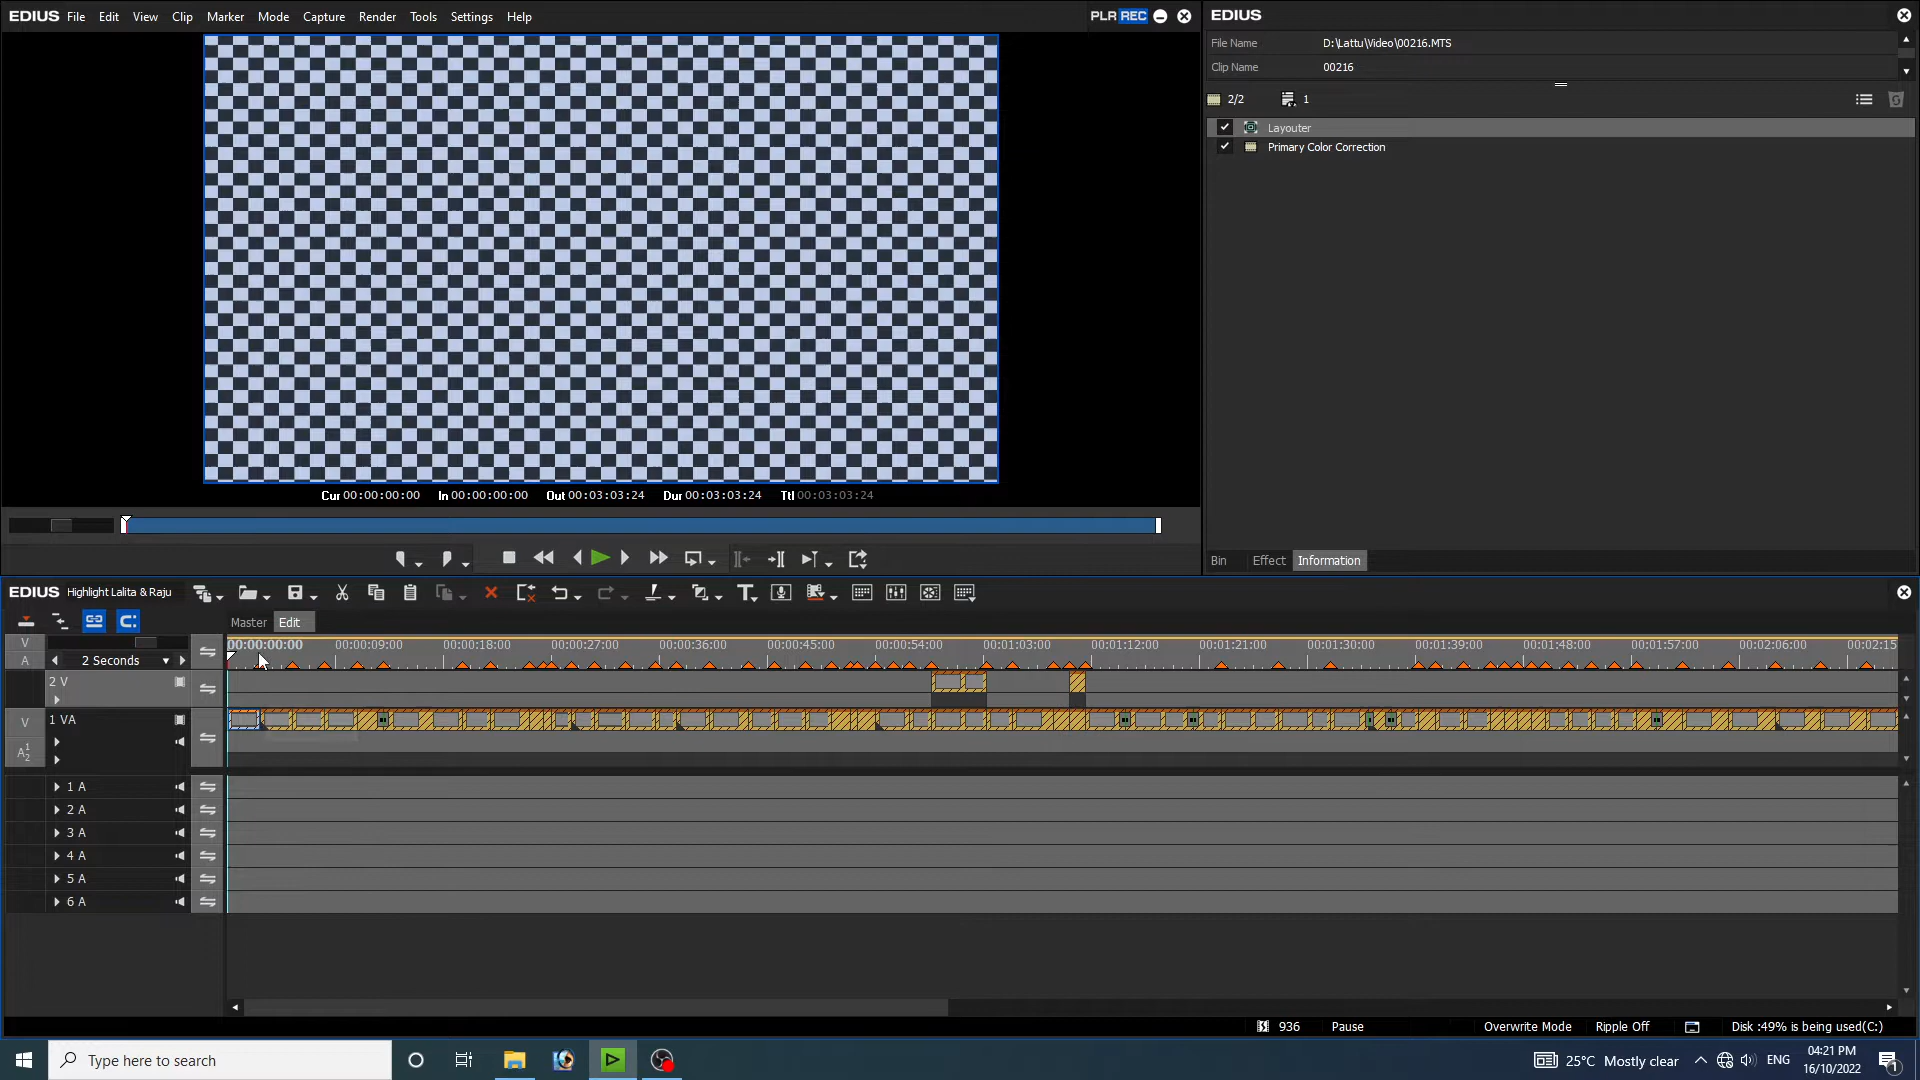 EDIUS File Edit View Clip Marker Mode Capture Render Tools Settings Help PLR REC
EDIUS
File Name D:\Lattu\Video\00216.MTS
Clip Name 00216
2/2 1
Layouter
Primary Color Correction
Cur 00:00:00:00 In 00:00:00:00 Out 00:03:03:24 Dur 00:03:03:24 Ttl 00:03:03:24
Bin Effect Information
EDIUS Highlight Lalita & Raju
Master Edit
V
A
2 Seconds
00:00:00:00 00:00:09:00 00:00:18:00 00:00:27:00 00:00:36:00 00:00:45:00 00:00:54:00 00:01:03:00 00:01:12:00 00:01:21:00 00:01:30:00 00:01:39:00 00:01:48:00 00:01:57:00 00:02:06:00 00:02:15
2 V
V 1 VA
A 1 2
1 A
2 A
3 A
4 A
5 A
6 A
936 Pause Overwrite Mode Ripple Off Disk :49% is being used(C:)
Type here to search
25°C Mostly clear ENG
04:21 PM
16/10/2022
1